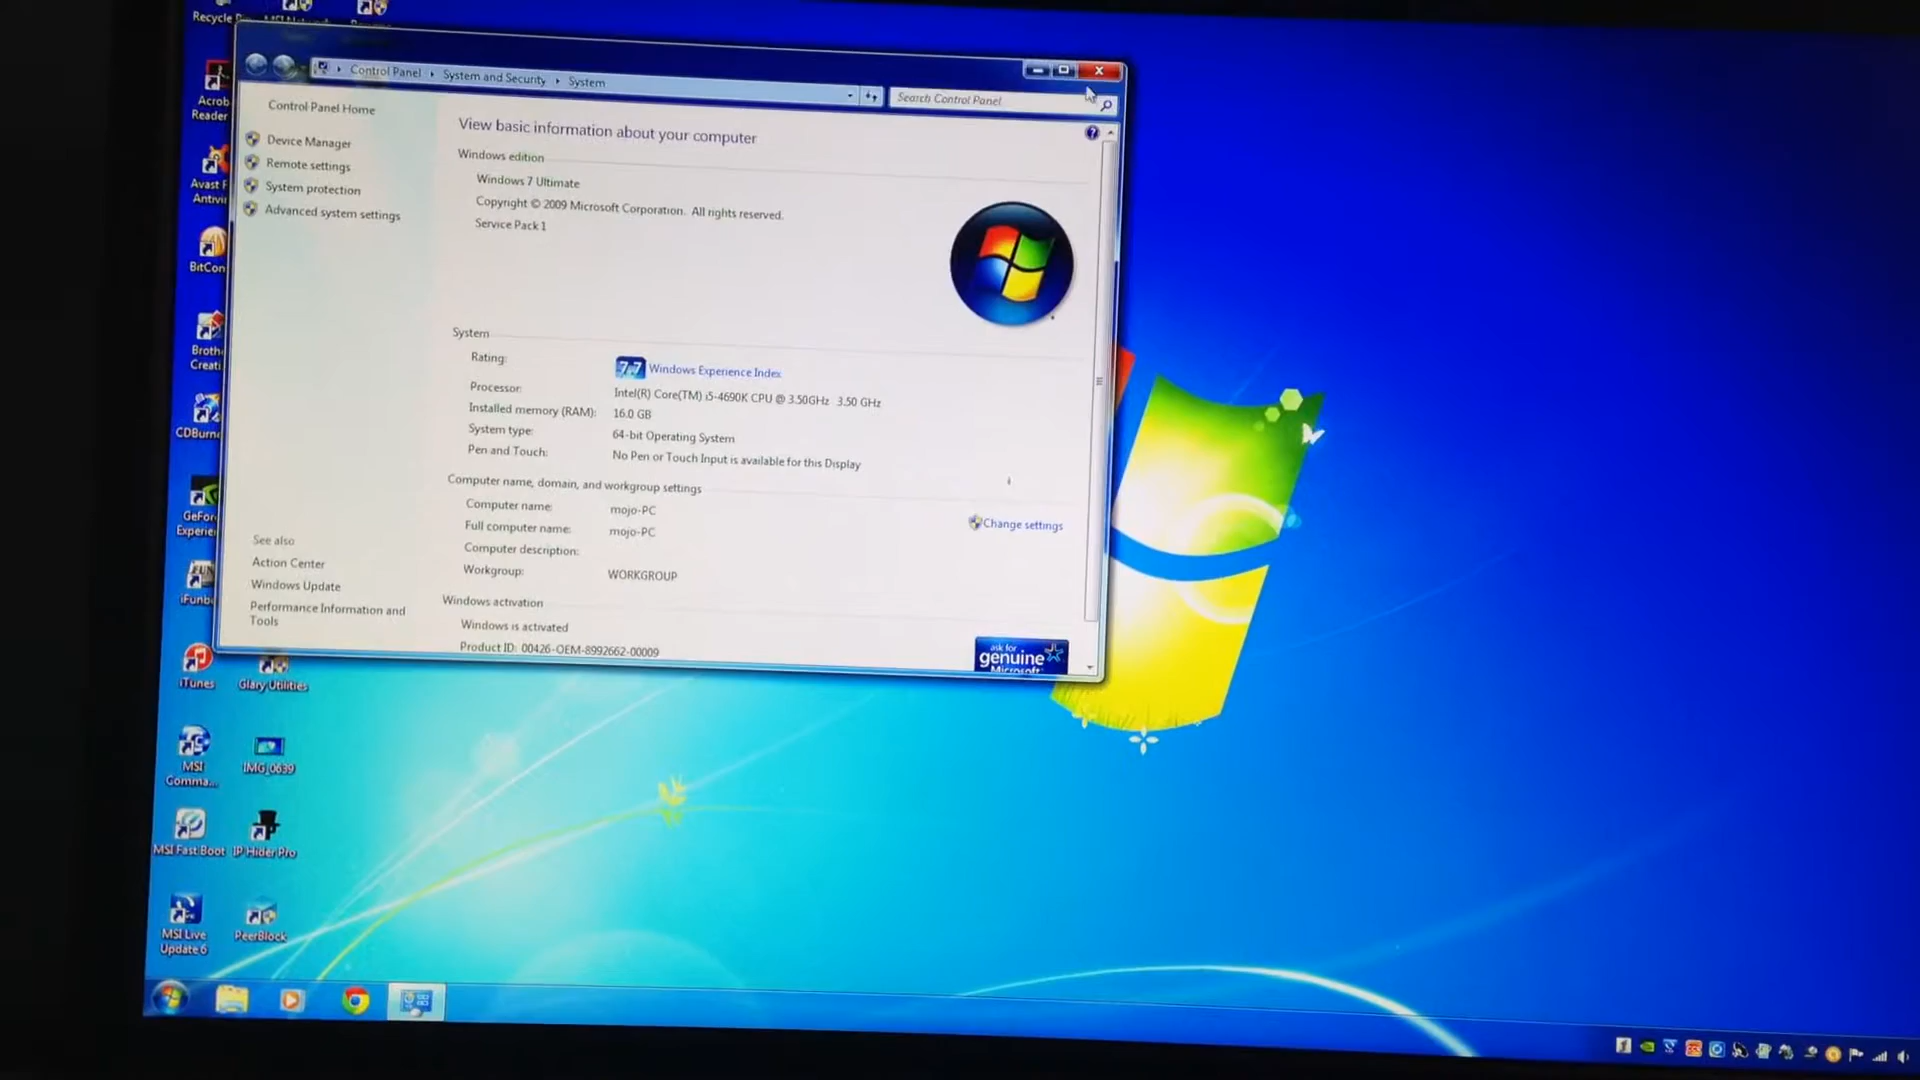 Recycle
Control Panel
System and Security
System
Search Control Panel
Control Panel Home
Device Manager
Remote settings
System protection
Advanced system settings
See also
Action Center
Windows Update
Performance Information and
Tools
View basic information about your computer
Windows edition
Windows 7 Ultimate
Copyright © 2009 Microsoft Corporation. All rights reserved.
Service Pack 1
System
Rating:
7.7 Windows Experience Index
Processor:
Intel(R) Core(TM) i5-4690K CPU @ 3.50GHz 3.50 GHz
Installed memory (RAM):
16.0 GB
System type:
64-bit Operating System
Pen and Touch:
No Pen or Touch Input is available for this Display
Computer name, domain, and workgroup settings
Computer name:
mojo-PC
Change settings
Full computer name:
mojo-PC
Computer description:
Workgroup:
WORKGROUP
Windows activation
Windows is activated
Product ID: 00426-OEM-8992662-00009
ask for
genuine
Microsoft
Acrob
Reader
Avast F
Antivi
BitCon
Broth
Creati
CDBurn
GeFor
Experie
iFunb
iTunes
Glary Utilities
MSI
Comma...
IMG_0639
MSI Fast Boot
IP Hider Pro
MSI Live
Update 6
PeerBlock